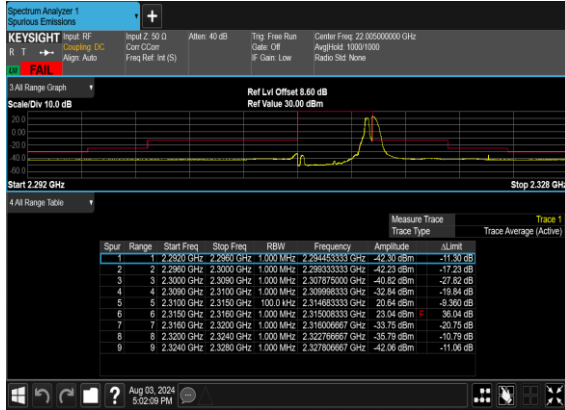 Spectrum Analyzer 1
Spurious Emissions
KEYSIGHT Input: RF Input Z: 50 Ω Atten: 40 dB Trig: Free Run Center Freq: 22.005000000 GHz
R T Coupling: DC Corr CCorr Gate: Off Avg|Hold: 1000/1000
Align: Auto Freq Ref: Int (S) IF Gain: Low Radio Std: None
FAIL
3 All Range Graph
Ref Lvl Offset 8.60 dB
Scale/Div 10.0 dB Ref Value 30.00 dBm
20.0
0.00
-20.0
-40.0
-60.0
Start 2.292 GHz Stop 2.328 GHz
4 All Range Table
Measure Trace Trace 1
Trace Type Trace Average (Active)
Spur Range Start Freq Stop Freq RBW Frequency Amplitude ΔLimit
1 1 2.2920 GHz 2.2960 GHz 1.000 MHz 2.294453333 GHz -42.30 dBm -11.30 dB
2 2 2.2960 GHz 2.3000 GHz 1.000 MHz 2.299333333 GHz -42.23 dBm -17.23 dB
3 3 2.3000 GHz 2.3090 GHz 1.000 MHz 2.307875000 GHz -40.82 dBm -27.82 dB
4 4 2.3090 GHz 2.3100 GHz 1.000 MHz 2.309998333 GHz -32.84 dBm -19.84 dB
5 5 2.3100 GHz 2.3150 GHz 100.0 kHz 2.314683333 GHz 20.64 dBm -9.360 dB
6 6 2.3150 GHz 2.3160 GHz 1.000 MHz 2.315008333 GHz 23.04 dBm F 36.04 dB
7 7 2.3160 GHz 2.3200 GHz 1.000 MHz 2.316006667 GHz -33.75 dBm -20.75 dB
8 8 2.3200 GHz 2.3240 GHz 1.000 MHz 2.322766667 GHz -35.79 dBm -10.79 dB
9 9 2.3240 GHz 2.3280 GHz 1.000 MHz 2.327806667 GHz -42.06 dBm -11.06 dB
Aug 03, 2024
5:02:09 PM